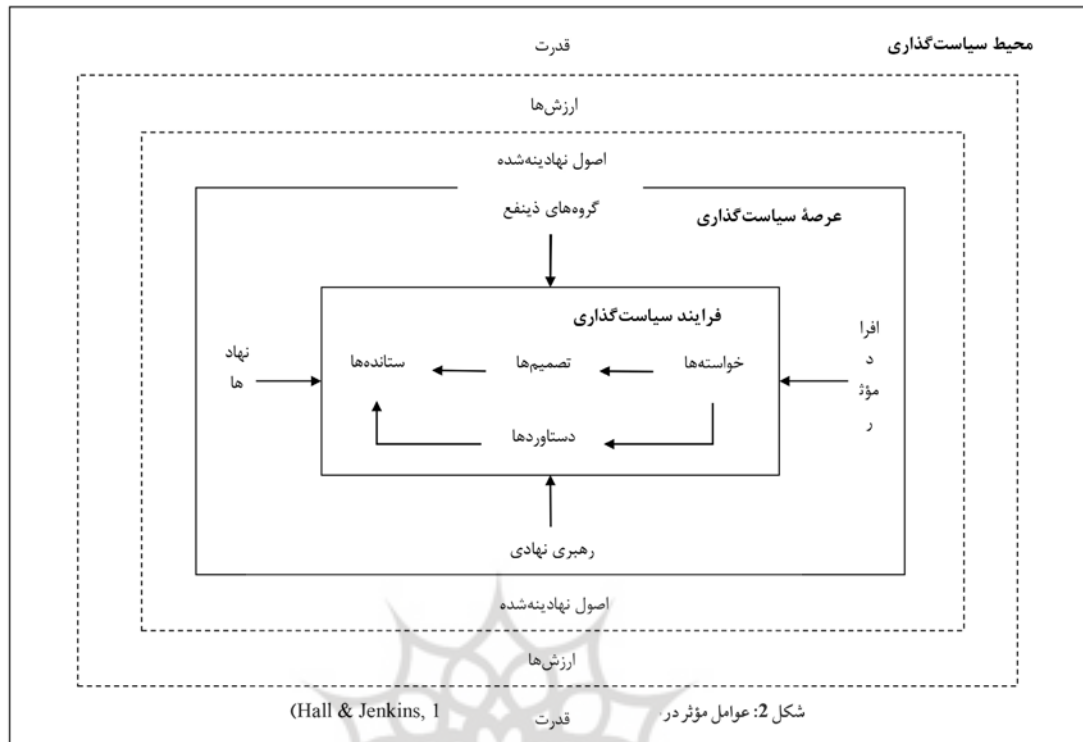 محیط سیاست‌گذاری
قدرت
ارزش‌ها
اصول نهادینه‌شده
عرصهٔ سیاست‌گذاری
گروه‌های ذینفع
فرایند سیاست‌گذاری
افرا
د
مؤثـ
ر
خواسته‌ها
تصمیم‌ها
ستانده‌ها
نهاد
ها
دستاوردها
رهبری نهادی
اصول نهادینه‌شده
ارزش‌ها
قدرت
شکل 2: عوامل مؤثر در
(Hall & Jenkins, 1